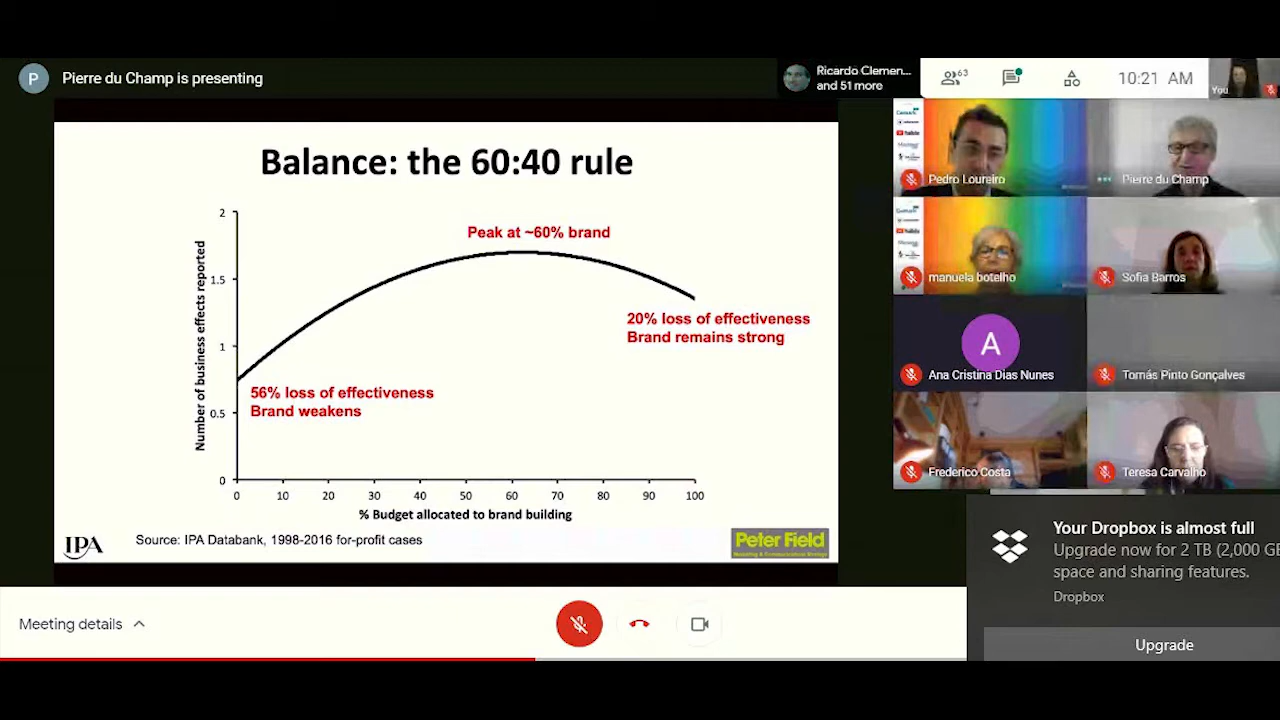 P
Pierre du Champ is presenting
Ricardo Clemen...
and 51 more
63
10:21 AM
You
Balance: the 60:40 rule
Number of business effects reported
2
1.5
1
0.5
0
Peak at ~60% brand
20% loss of effectiveness
Brand remains strong
56% loss of effectiveness
Brand weakens
0 10 20 30 40 50 60 70 80 90 100
% Budget allocated to brand building
IPA
Source: IPA Databank, 1998-2016 for-profit cases
Peter Field
Marketing & Communications Strategy
Pedro Loureiro
Pierre du Champ
manuela botelho
Sofia Barros
A
Ana Cristina Dias Nunes
Tomás Pinto Gonçalves
Frederico Costa
Teresa Carvalho
Your Dropbox is almost full
Upgrade now for 2 TB (2,000 GE
space and sharing features.
Dropbox
Upgrade
Meeting details